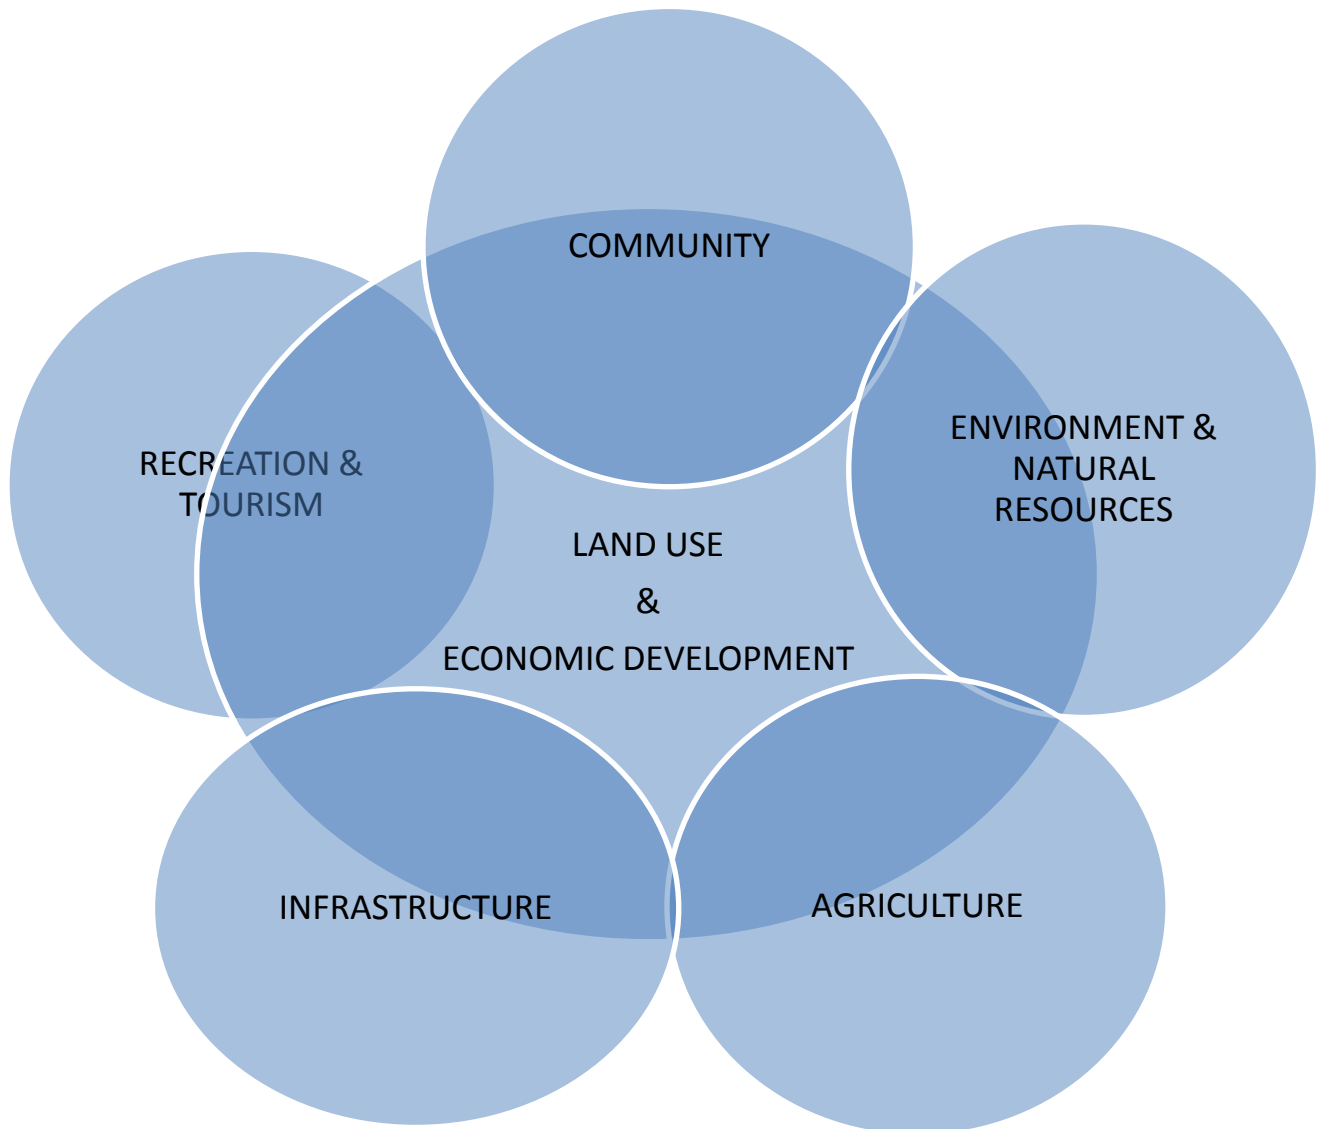 COMMUNITY
ENVIRONMENT &
NATURAL
RESOURCES
RECREATION &
TOURISM
LAND USE
&
ECONOMIC DEVELOPMENT
INFRASTRUCTURE
AGRICULTURE